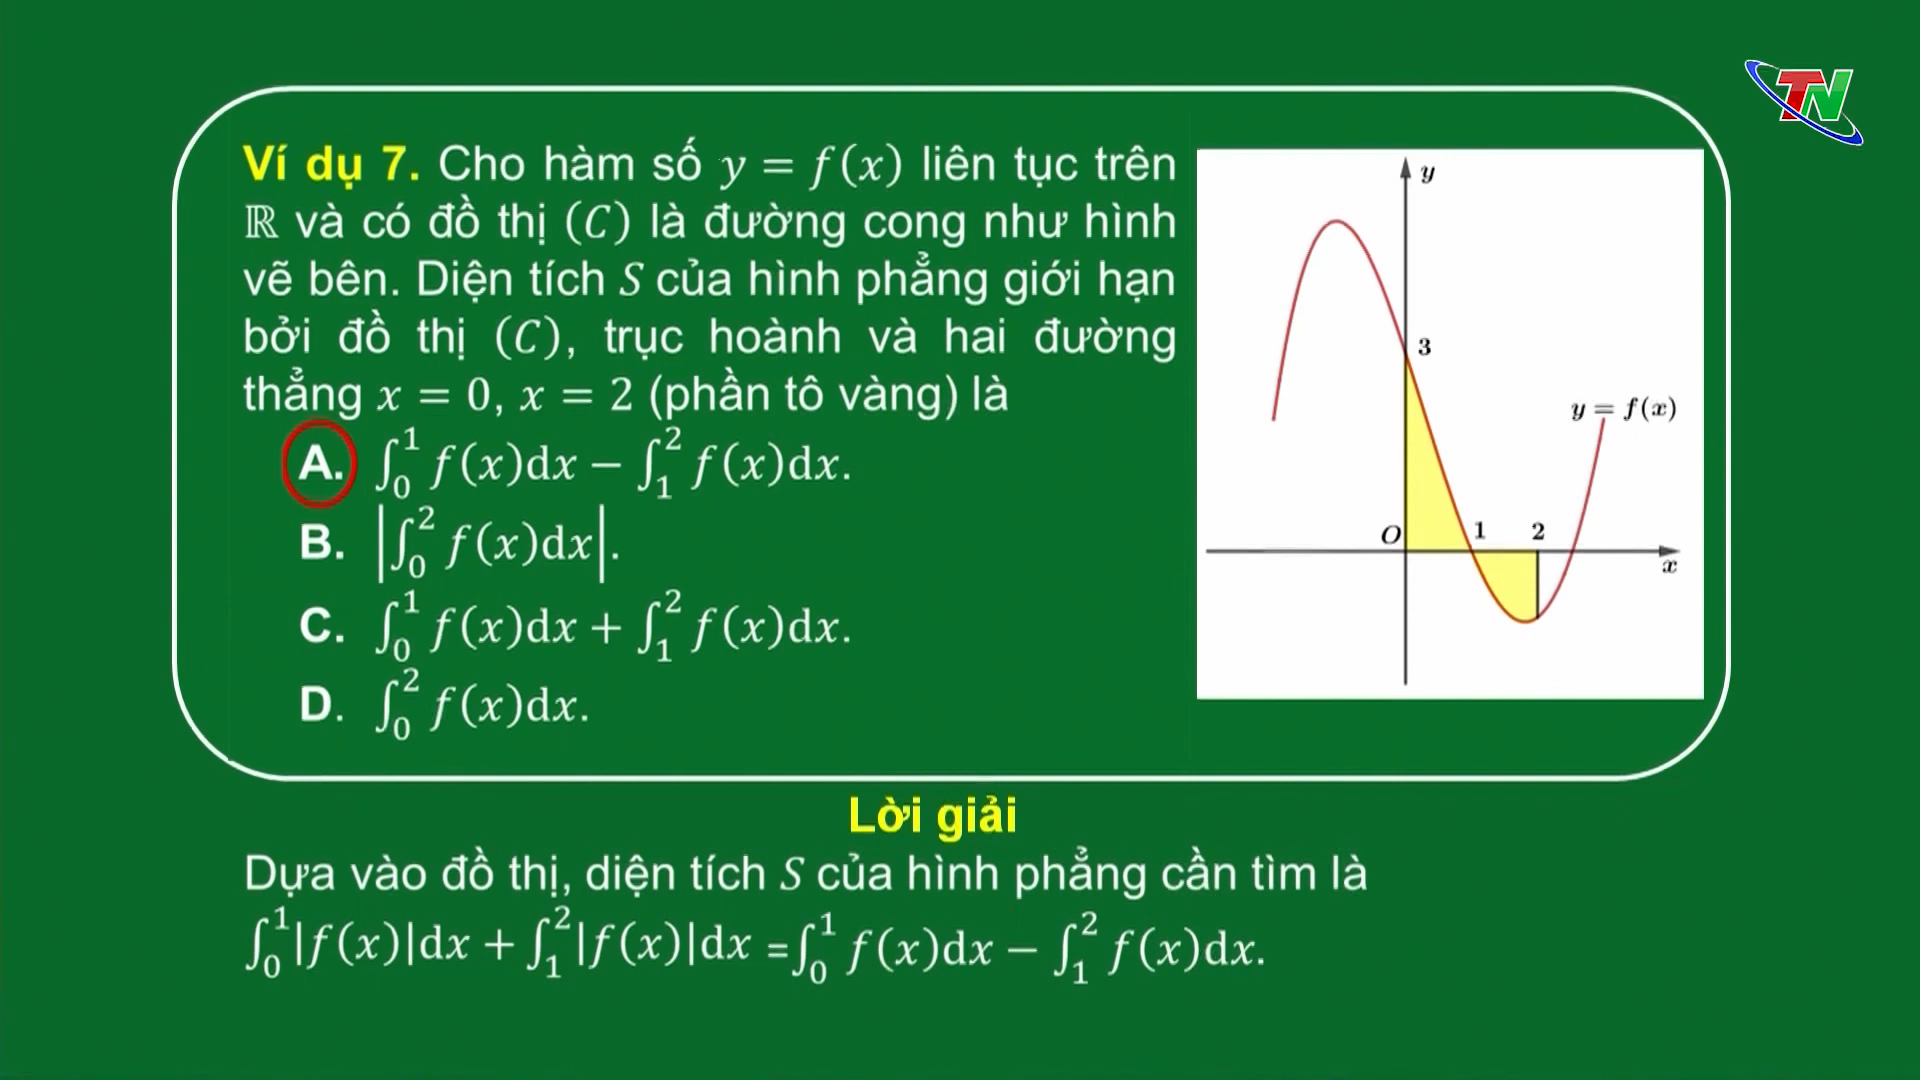 Ví dụ 7. Cho hàm số y = f(x) liên tục trên
ℝ và có đồ thị (C) là đường cong như hình
vẽ bên. Diện tích S của hình phẳng giới hạn
bởi đồ thị (C), trục hoành và hai đường
thẳng x = 0, x = 2 (phần tô vàng) là
A. ∫₀¹ f(x)dx − ∫₁² f(x)dx.
B. |∫₀² f(x)dx|.
C. ∫₀¹ f(x)dx + ∫₁² f(x)dx.
D. ∫₀² f(x)dx.
y
3
y = f(x)
O
1
2
x
TN
Lời giải
Dựa vào đồ thị, diện tích S của hình phẳng cần tìm là
∫₀¹|f(x)|dx + ∫₁²|f(x)|dx =∫₀¹ f(x)dx − ∫₁² f(x)dx.